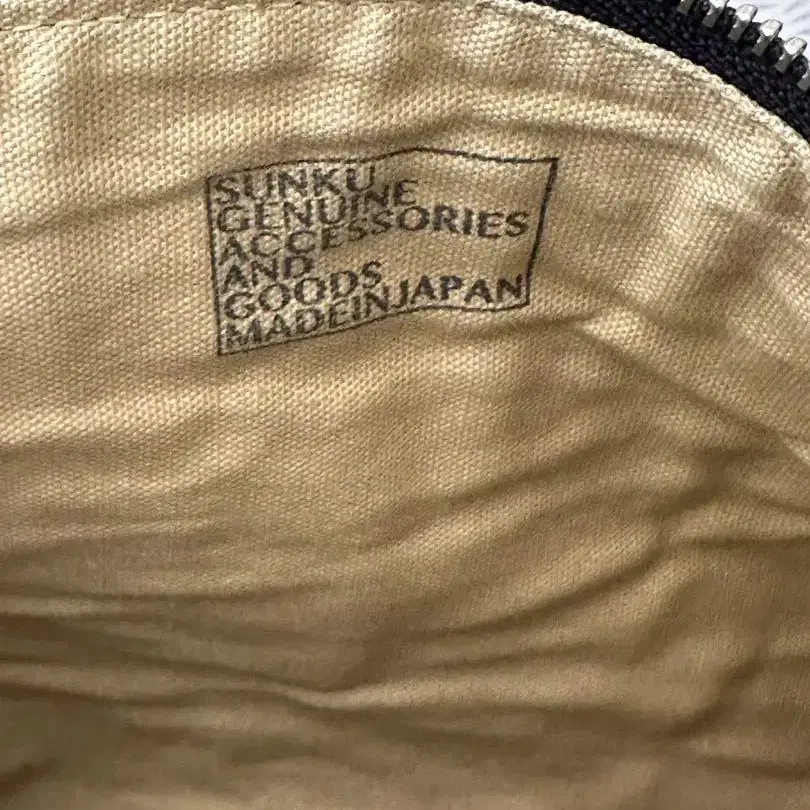 SUNKU
GENUINE
ACCESSORIES
AND
GOODS
MADEINJAPAN